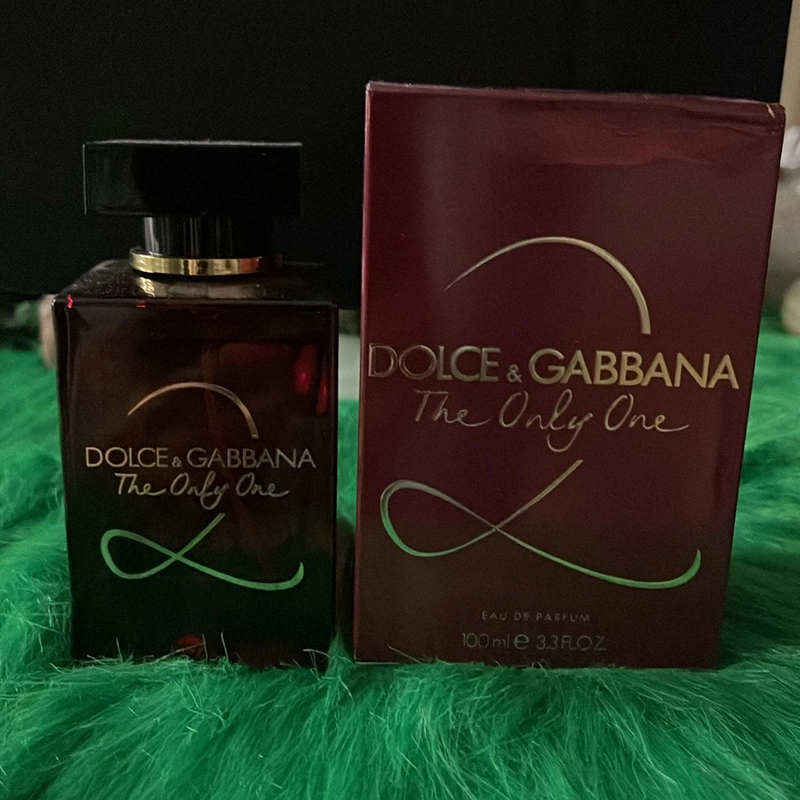 DOLCE & GABBANA
The Only One
DOLCE & GABBANA
The Only One
EAU DE PARFUM
100 ml e 3.3 FL.OZ